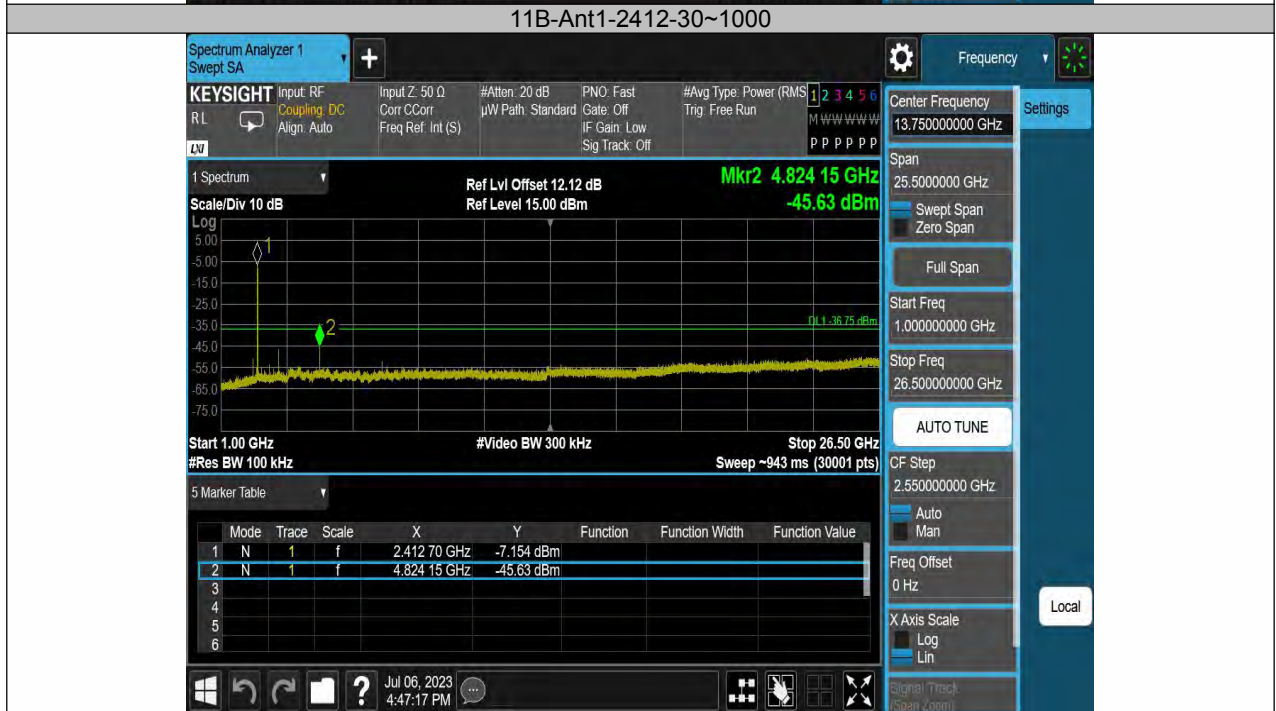 11B-Ant1-2412-30~1000
Spectrum Analyzer 1
Swept SA
+
Frequency
KEYSIGHT
RL
LXI
Input: RF
Coupling: DC
Align: Auto
Input Z: 50 Ω
Corr CCorr
Freq Ref: Int (S)
#Atten: 20 dB
µW Path: Standard
PNO: Fast
Gate: Off
IF Gain: Low
Sig Track: Off
#Avg Type: Power (RMS
Trig: Free Run
1 2 3 4 5 6
M W W W W W
P P P P P P
1 Spectrum
Scale/Div 10 dB
Log
Ref Lvl Offset 12.12 dB
Ref Level 15.00 dBm
Mkr2 4.824 15 GHz
-45.63 dBm
5.00
-5.00
-15.0
-25.0
-35.0
-45.0
-55.0
-65.0
-75.0
1
2
DL1 -36.75 dBm
Start 1.00 GHz
#Res BW 100 kHz
#Video BW 300 kHz
Stop 26.50 GHz
Sweep ~943 ms (30001 pts)
5 Marker Table
Mode Trace Scale X Y Function Function Width Function Value
1 N 1 f 2.412 70 GHz -7.154 dBm
2 N 1 f 4.824 15 GHz -45.63 dBm
3
4
5
6
?
Jul 06, 2023
4:47:17 PM
Center Frequency
13.750000000 GHz
Settings
Span
25.5000000 GHz
Swept Span
Zero Span
Full Span
Start Freq
1.000000000 GHz
Stop Freq
26.500000000 GHz
AUTO TUNE
CF Step
2.550000000 GHz
Auto
Man
Freq Offset
0 Hz
X Axis Scale
Log
Lin
Local
Signal Track
(Span Zoom)